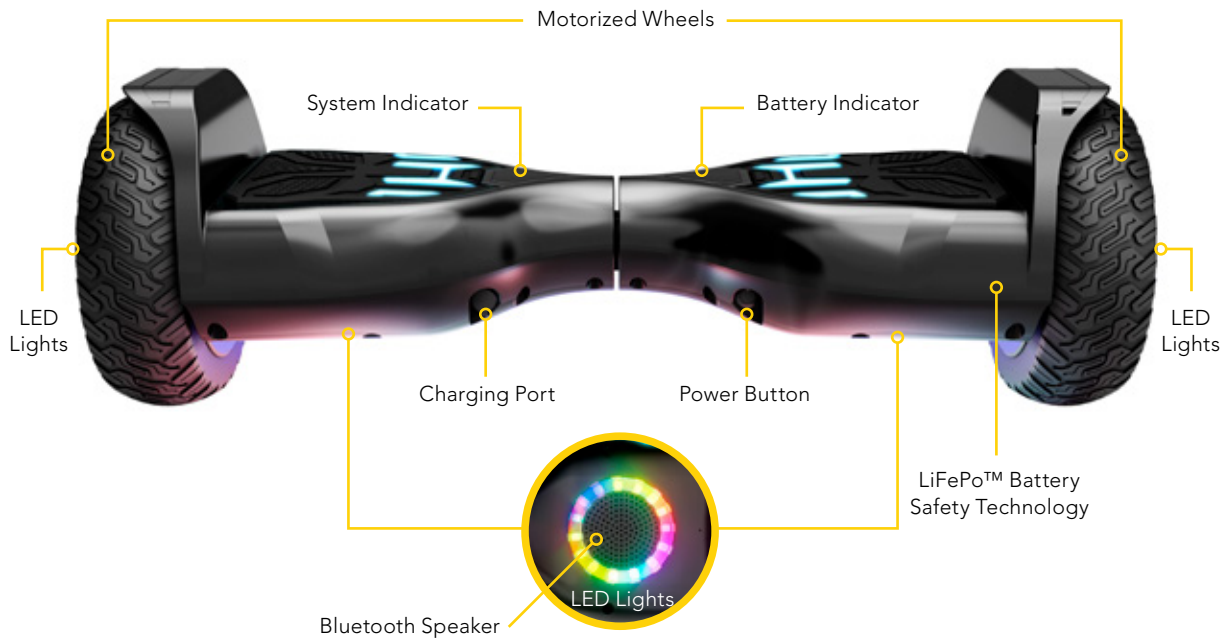 Motorized Wheels
System Indicator
Battery Indicator
LED
Lights
LED
Lights
Charging Port
Power Button
LiFePo™ Battery
Safety Technology
LED Lights
Bluetooth Speaker